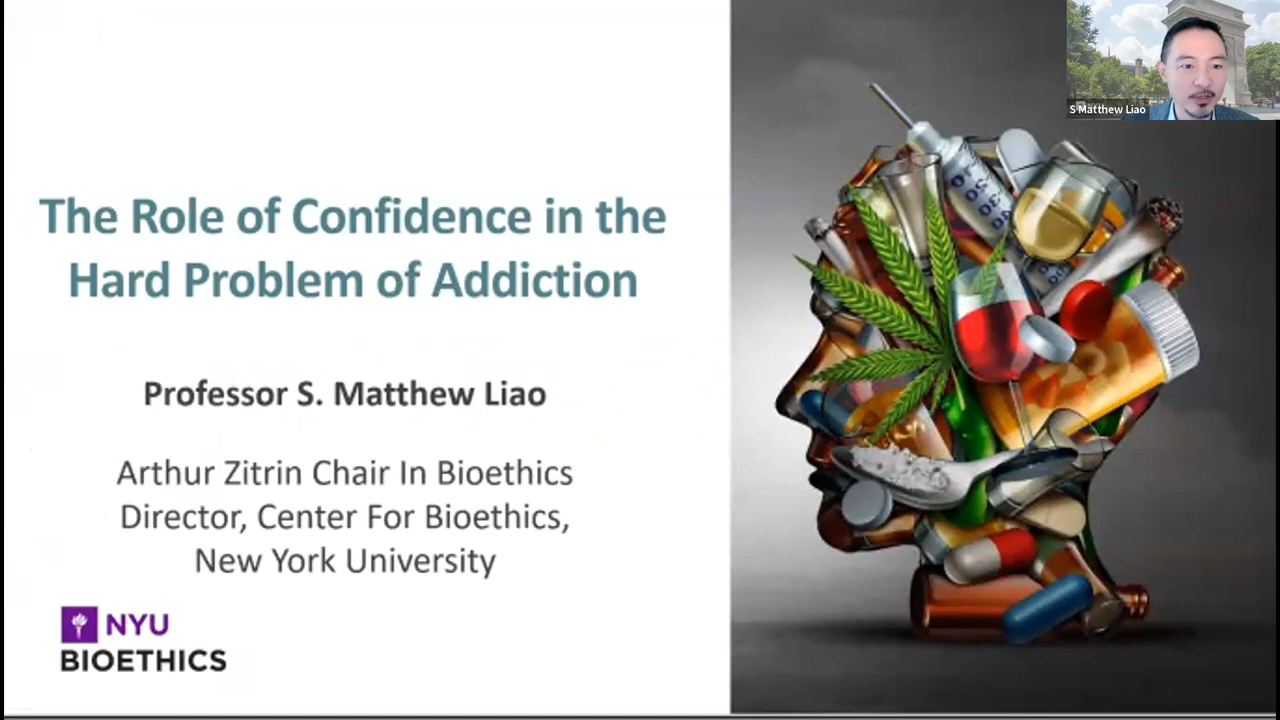 S Matthew Liao
The Role of Confidence in the
Hard Problem of Addiction
Professor S. Matthew Liao
Arthur Zitrin Chair In Bioethics
Director, Center For Bioethics,
New York University
NYU
BIOETHICS